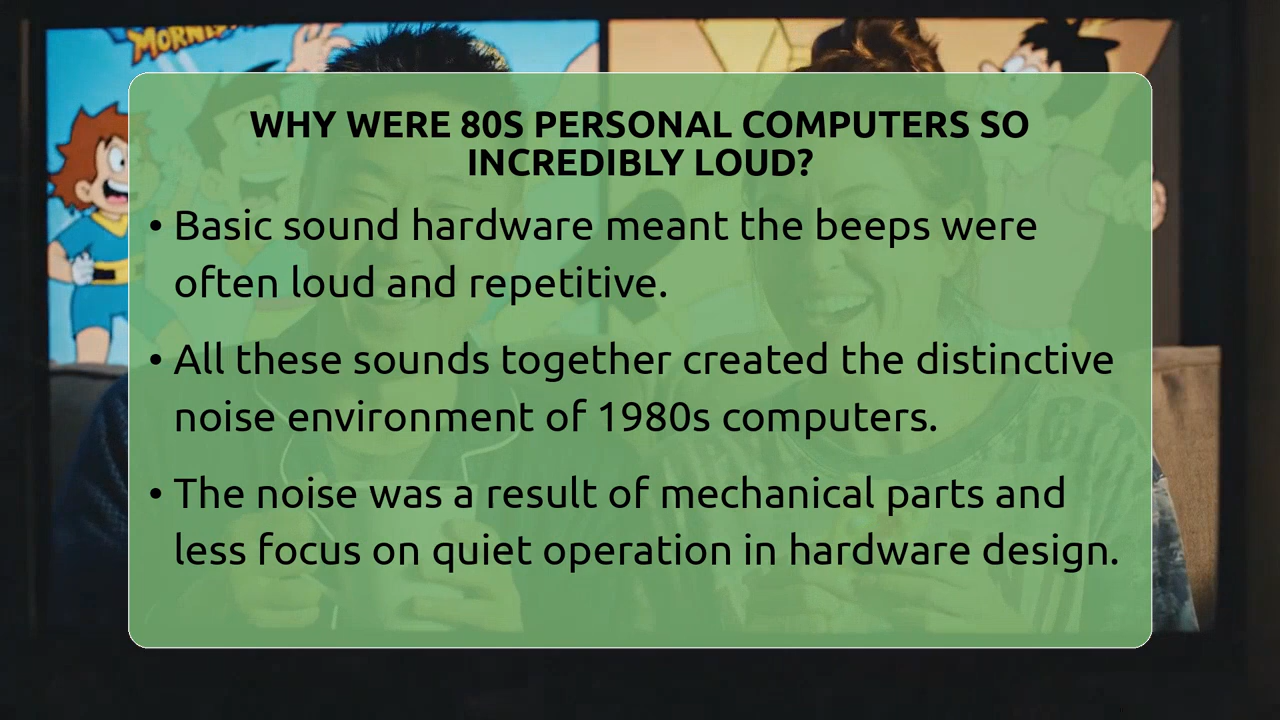 WHY WERE 80S PERSONAL COMPUTERS SO
INCREDIBLY LOUD?
• Basic sound hardware meant the beeps were
often loud and repetitive.
• All these sounds together created the distinctive
noise environment of 1980s computers.
• The noise was a result of mechanical parts and
less focus on quiet operation in hardware design.